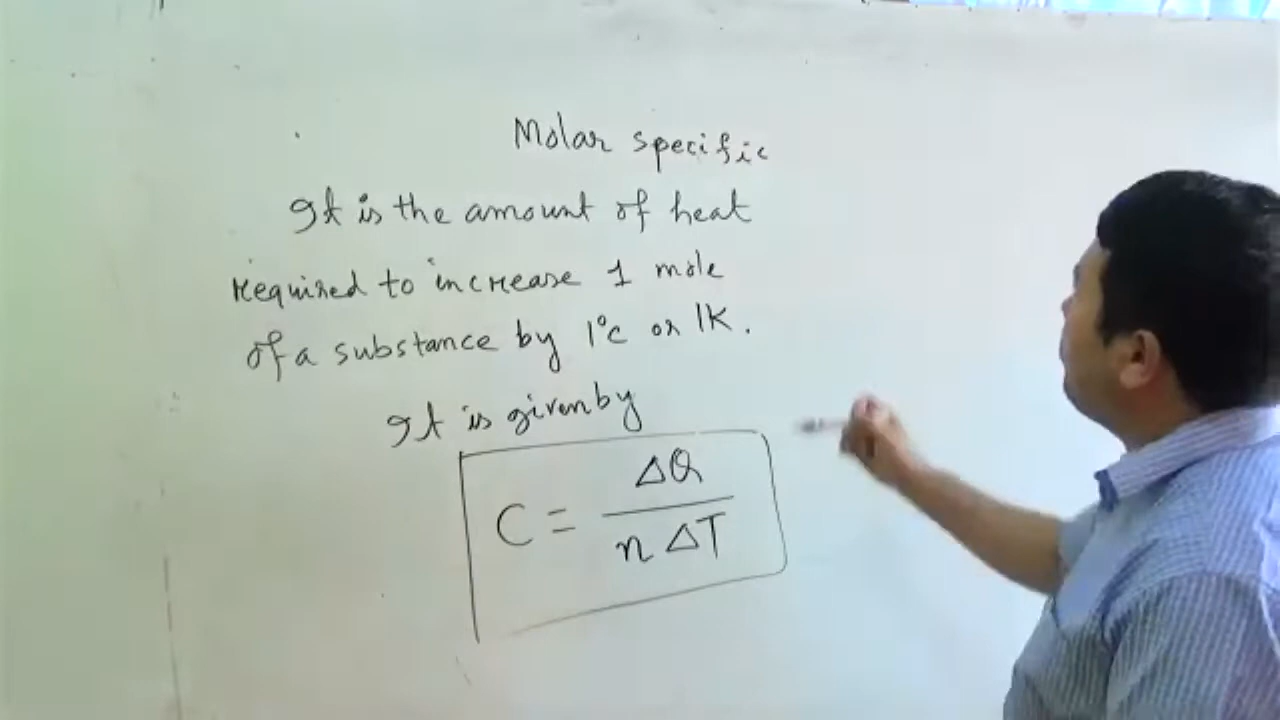 Molar specific
It is the amount of heat
required to increase 1 mole
of a substance by 1°C or 1K.
It is given by
C = ΔQ / n ΔT